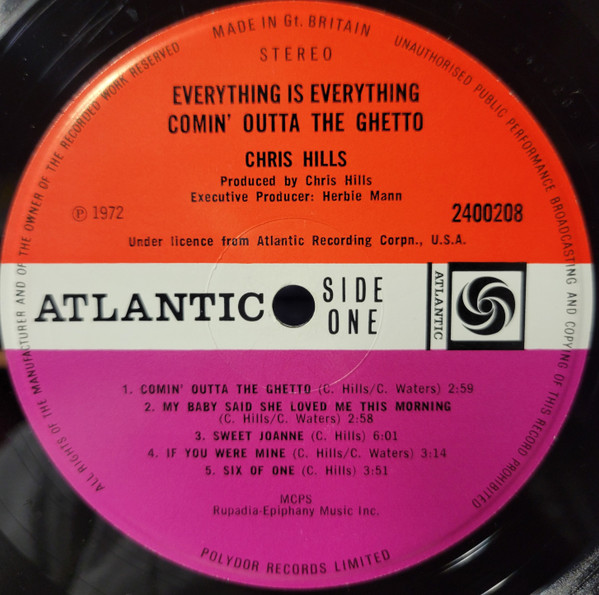 MADE IN Gt. BRITAIN
STEREO
EVERYTHING IS EVERYTHING
COMIN' OUTTA THE GHETTO
CHRIS HILLS
Produced by Chris Hills
Executive Producer: Herbie Mann
℗ 1972
2400208
Under licence from Atlantic Recording Corpn., U.S.A.
ATLANTIC
SIDE
ONE
ATLANTIC
1. COMIN' OUTTA THE GHETTO (C. Hills/C. Waters) 2:59
2. MY BABY SAID SHE LOVED ME THIS MORNING
(C. Hills/C. Waters) 2:58
3. SWEET JOANNE (C. Hills) 6:01
4. IF YOU WERE MINE (C. Hills/C. Waters) 3:14
5. SIX OF ONE (C. Hills) 3:51
MCPS
Rupadia-Epiphany Music Inc.
POLYDOR RECORDS LIMITED
ALL RIGHTS OF THE MANUFACTURER AND OF THE OWNER OF THE RECORDED WORK RESERVED
UNAUTHORISED PUBLIC PERFORMANCE BROADCASTING AND COPYING OF THIS RECORD PROHIBITED